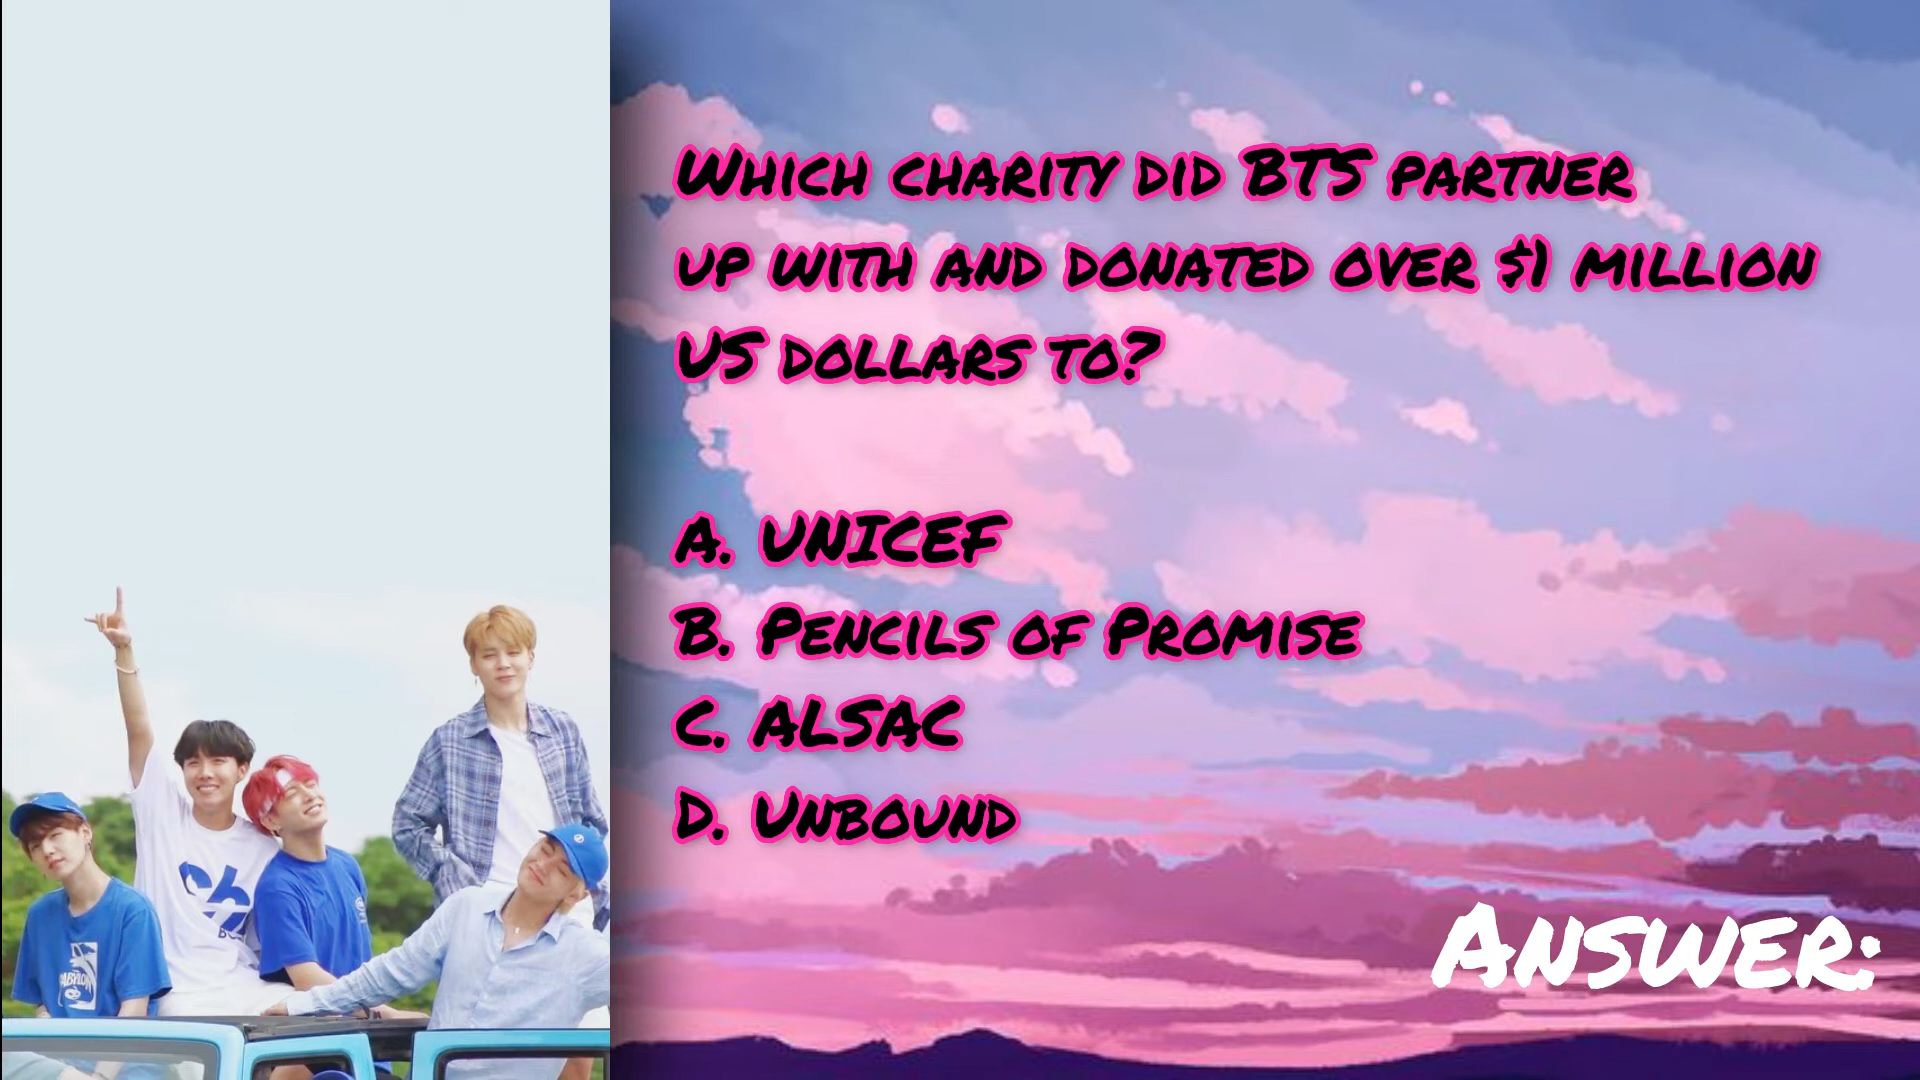 Which charity did BTS partner
up with and donated over $1 million
US dollars to?
A. UNICEF
B. Pencils of Promise
C. ALSAC
D. Unbound
Answer: